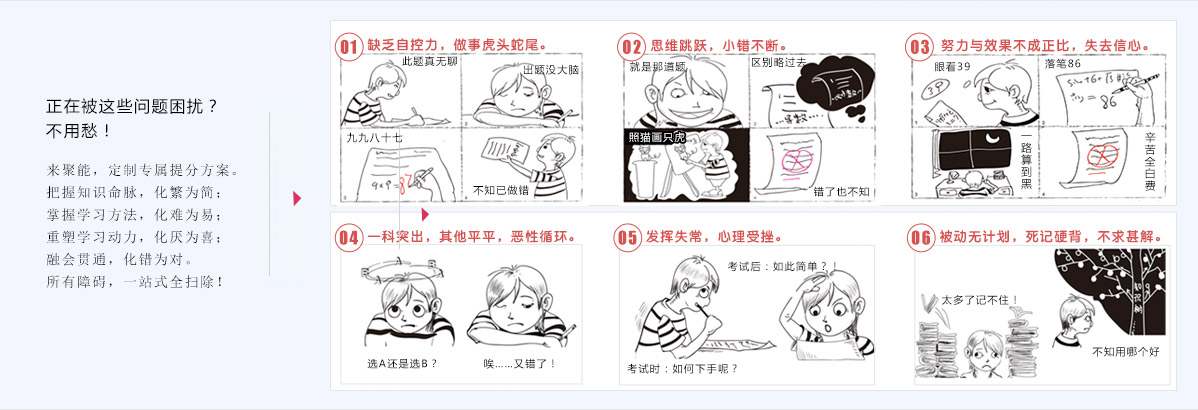 正在被这些问题困扰？
不用愁！
来聚能，定制专属提分方案。
把握知识命脉，化繁为简；
掌握学习方法，化难为易；
重塑学习动力，化厌为喜；
融会贯通，化错为对。
所有障碍，一站式全扫除！
01 缺乏自控力，做事虎头蛇尾。
此题真无聊
出题没大脑
九九八十七
9×9=87
不知已做错
02 思维跳跃，小错不断。
就是那道题
区别略过去
照猫画只虎
错了也不知
03 努力与效果不成正比，失去信心。
眼看39
39
落笔86
=86
一路算到黑
辛苦全白费
04 一科突出，其他平平，恶性循环。
选A还是选B？
唉……又错了！
05 发挥失常，心理受挫。
考试后：如此简单？！
考试时：如何下手呢？
06 被动无计划，死记硬背，不求甚解。
太多了记不住！
知识树
不知用哪个好